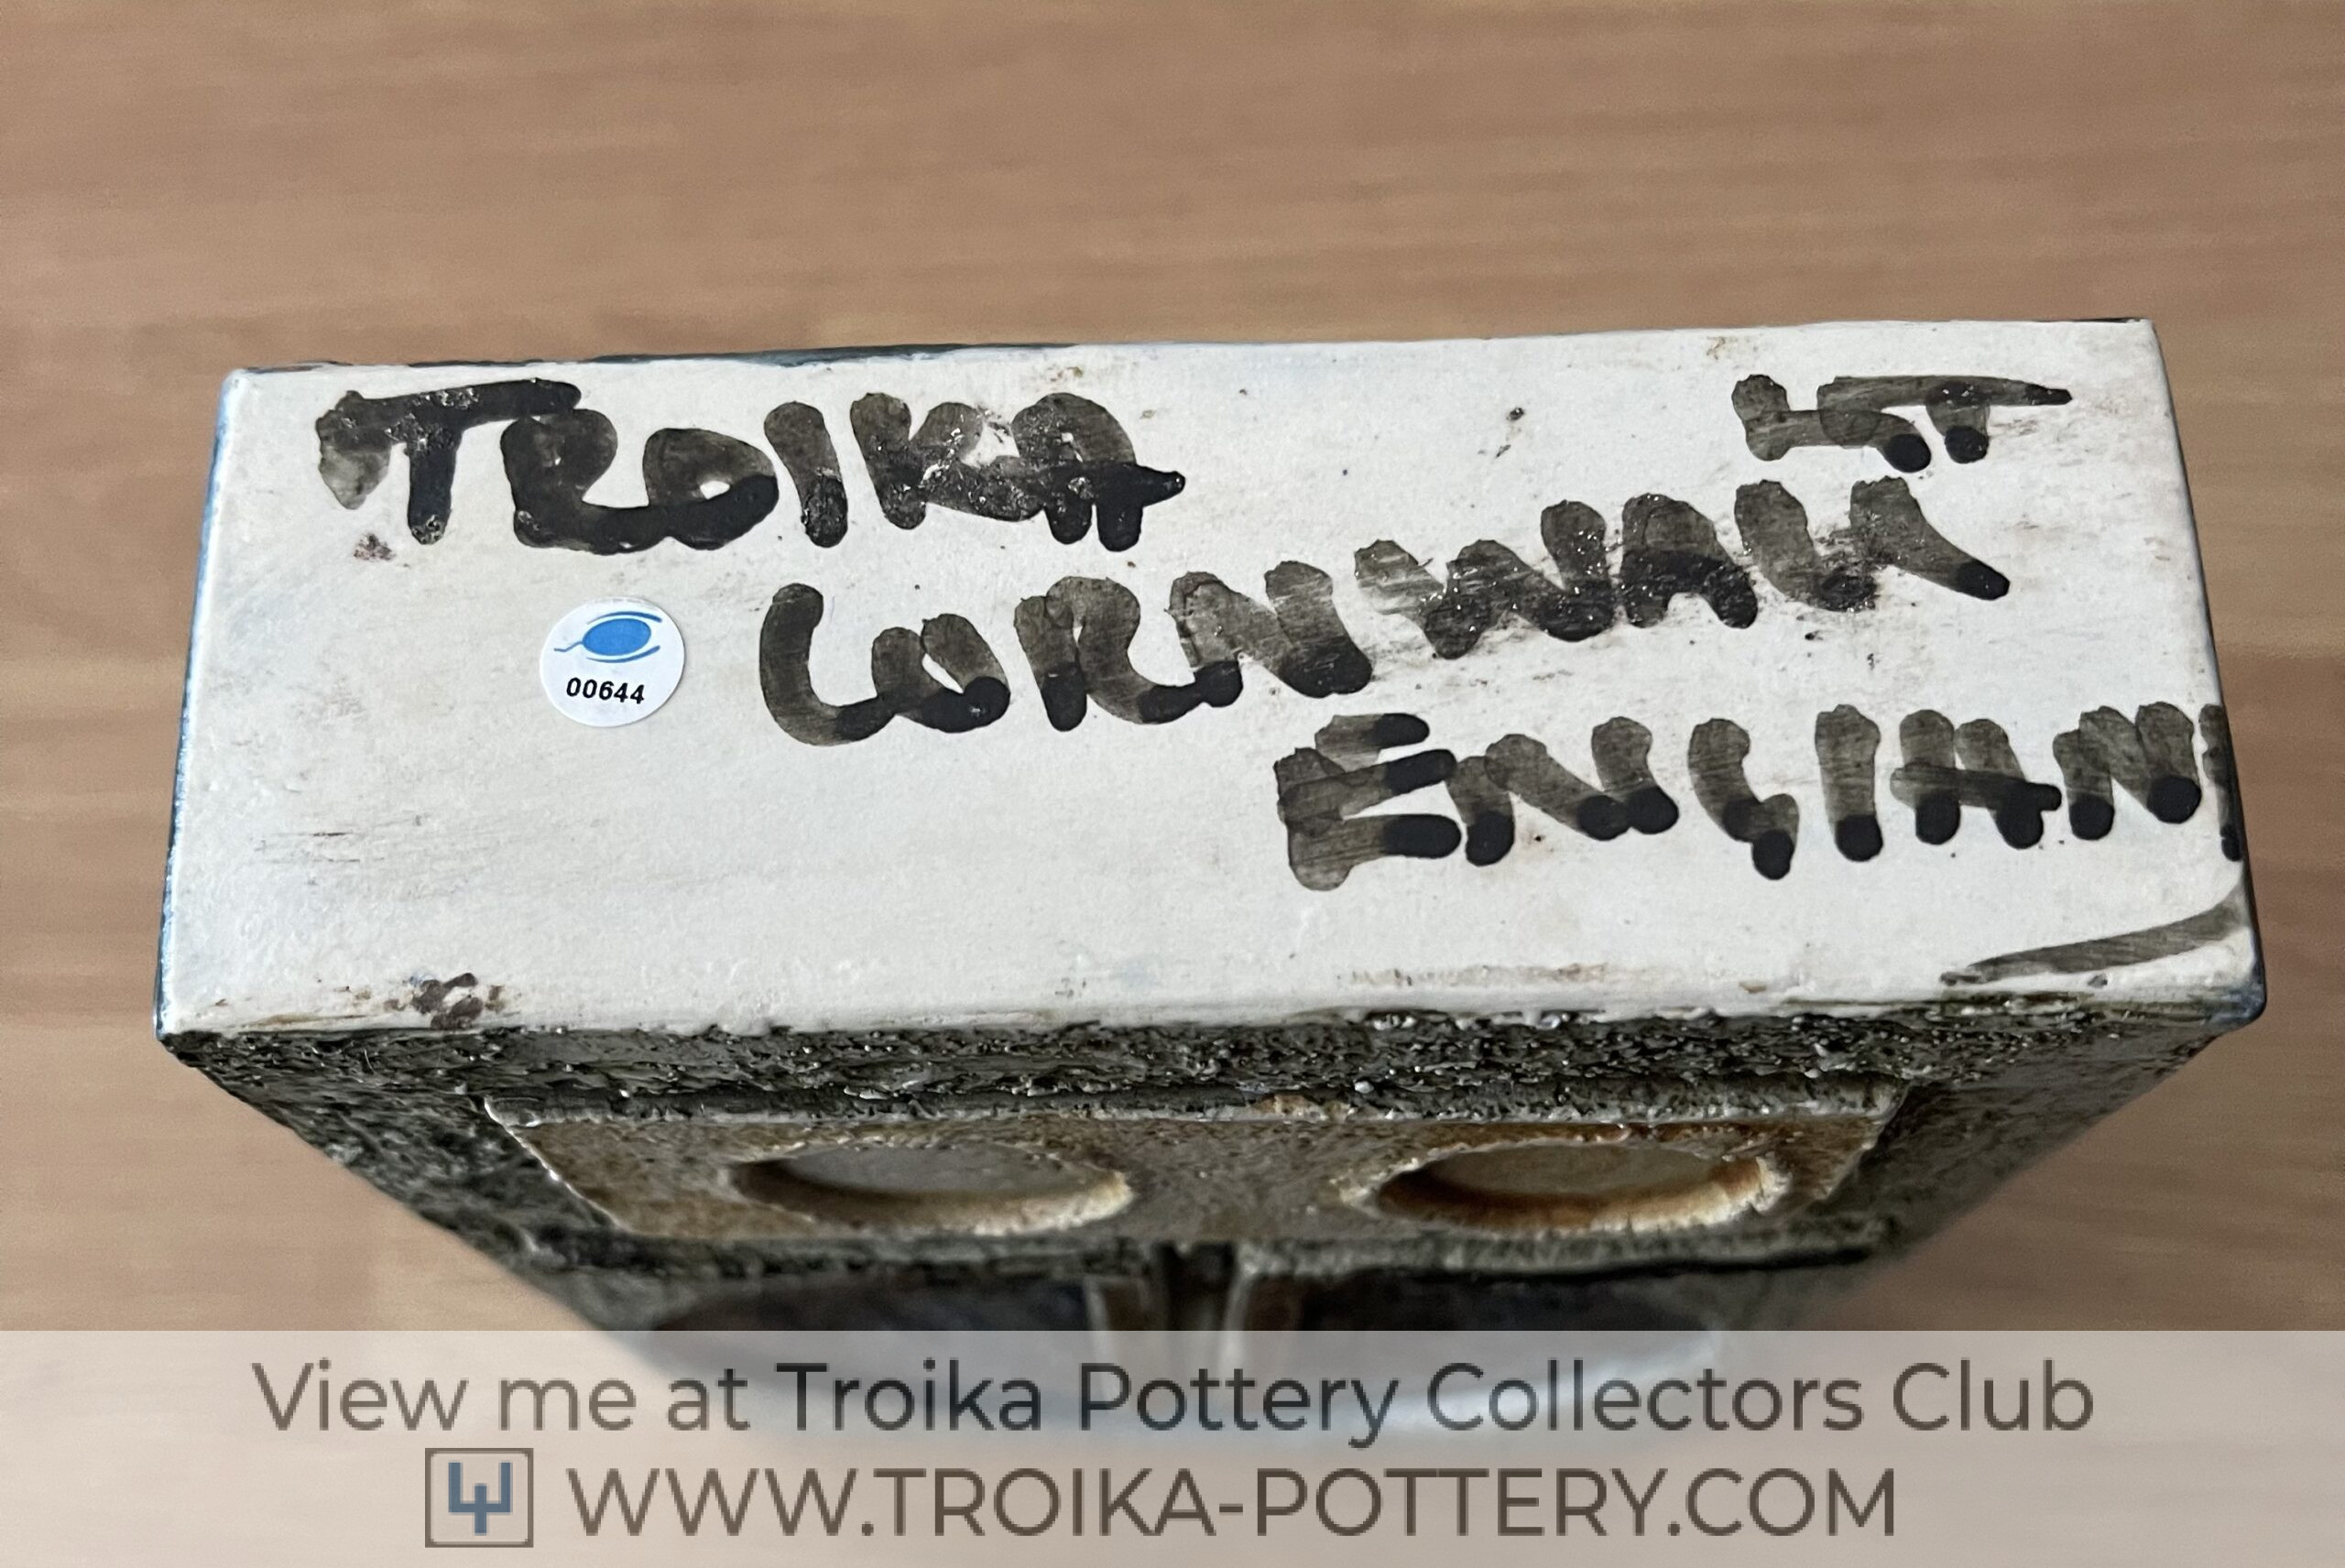 TROIKA
CORNWALL
ENGLAND
00644
View me at Troika Pottery Collectors Club
WWW.TROIKA-POTTERY.COM